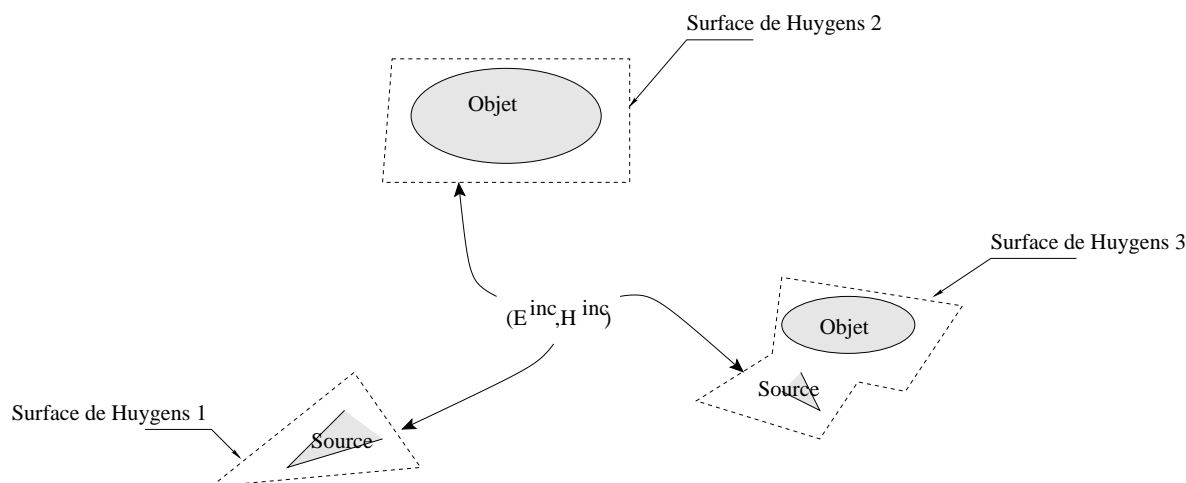 Surface de Huygens 2
Objet
Surface de Huygens 3
(E inc,H inc)
Objet
Source
Surface de Huygens 1
Source